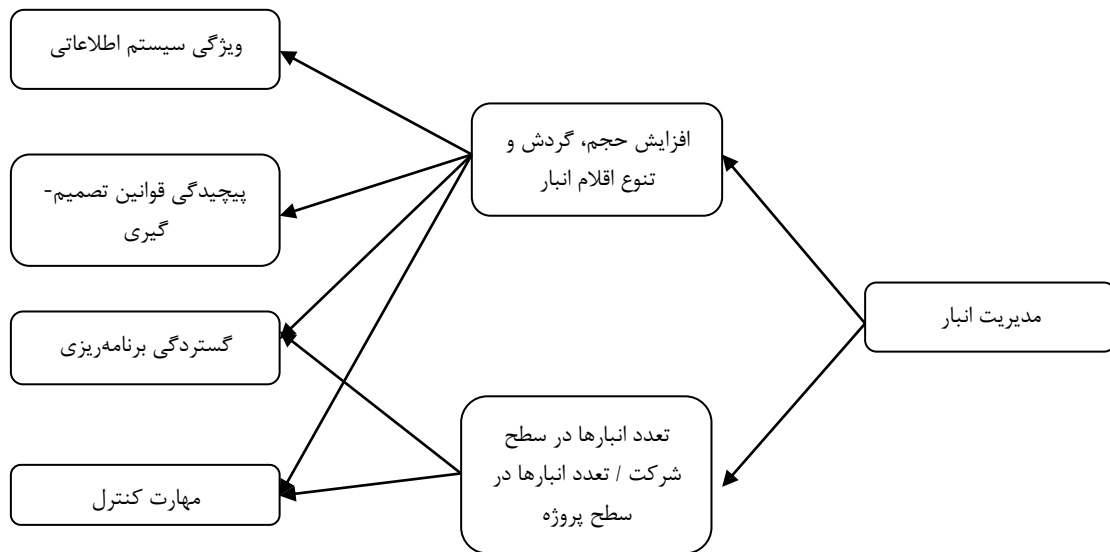 مدیریت انبار
افزایش حجم، گردش و
تنوع اقلام انبار
تعدد انبارها در سطح
شرکت / تعدد انبارها در
سطح پروژه
ویژگی سیستم اطلاعاتی
پیچیدگی قوانین تصمیم-
گیری
گستردگی برنامه‌ریزی
مهارت کنترل